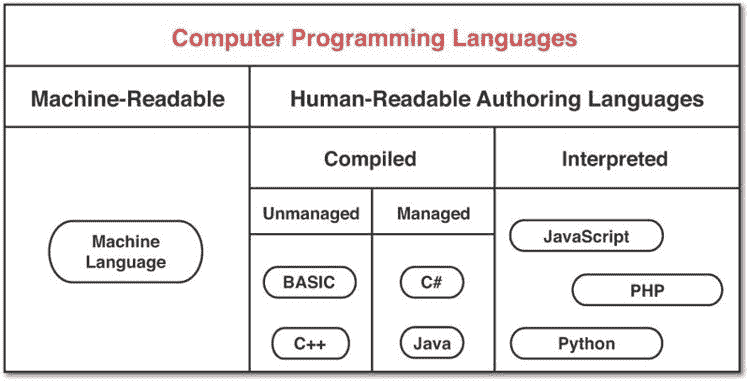 Computer Programming Languages
Machine-Readable
Human-Readable Authoring Languages
Compiled
Interpreted
Unmanaged
Managed
Machine
Language
BASIC
C++
C#
Java
JavaScript
PHP
Python